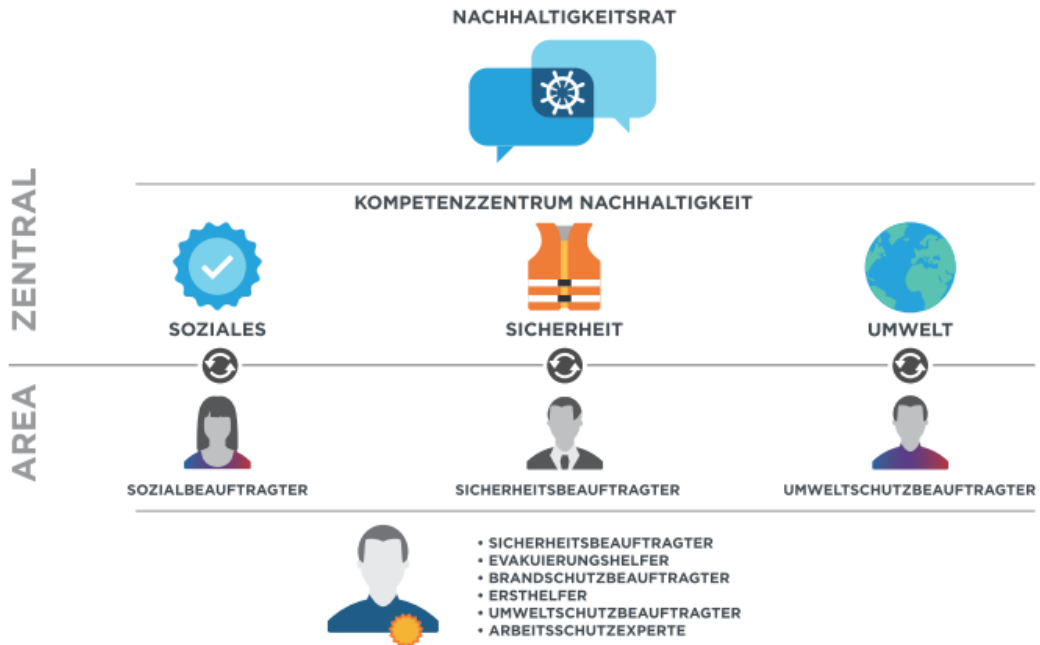 NACHHALTIGKEITSRAT
ZENTRAL
KOMPETENZZENTRUM NACHHALTIGKEIT
SOZIALES
SICHERHEIT
UMWELT
AREA
SOZIALBEAUFTRAGTER
SICHERHEITSBEAUFTRAGTER
UMWELTSCHUTZBEAUFTRAGTER
• SICHERHEITSBEAUFTRAGTER
• EVAKUIERUNGSHELFER
• BRANDSCHUTZBEAUFTRAGTER
• ERSTHELFER
• UMWELTSCHUTZBEAUFTRAGTER
• ARBEITSSCHUTZEXPERTE